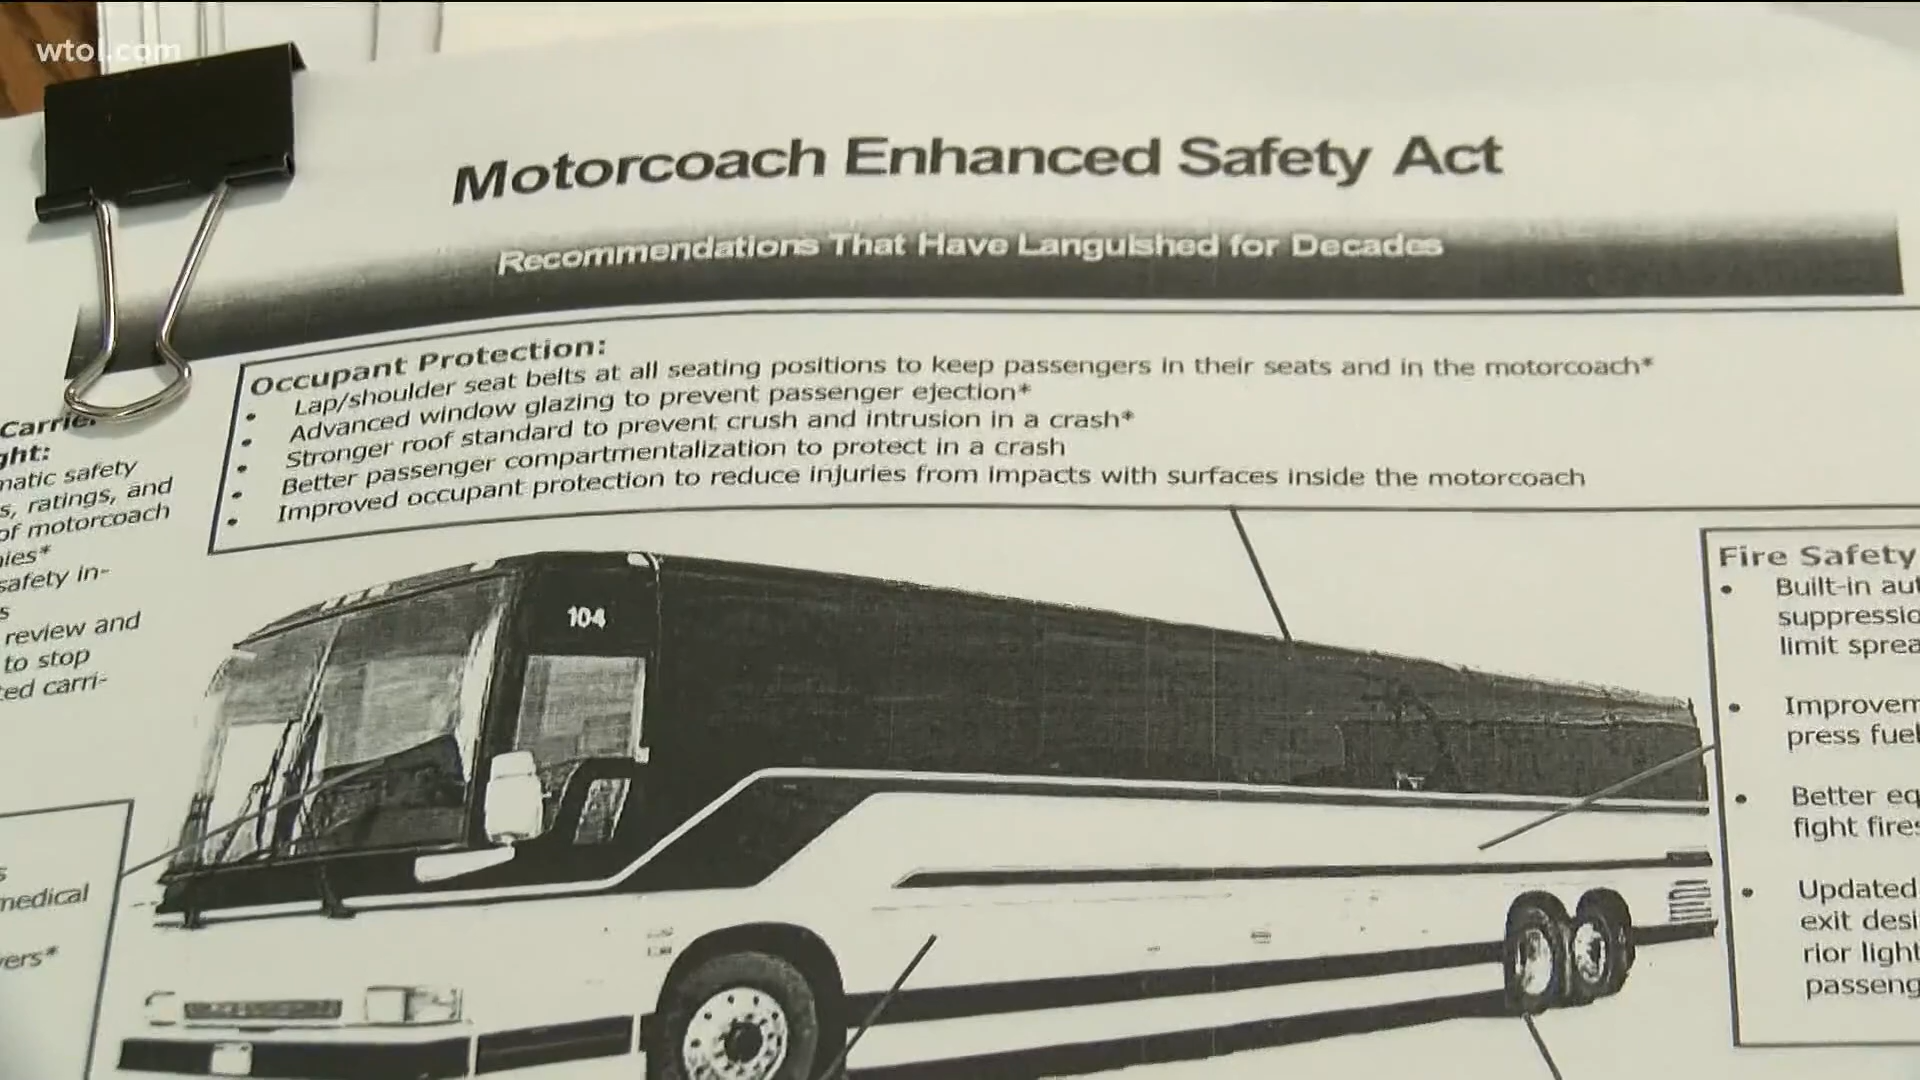 wtol.com
Motorcoach Enhanced Safety Act
Recommendations That Have Languished for Decades
Occupant Protection:
• Lap/shoulder seat belts at all seating positions to keep passengers in their seats and in the motorcoach*
• Advanced window glazing to prevent passenger ejection*
• Stronger roof standard to prevent crush and intrusion in a crash*
• Better passenger compartmentalization to protect in a crash
• Improved occupant protection to reduce injuries from impacts with surfaces inside the motorcoach
Carrier
ght:
matic safety
s, ratings, and
of motorcoach
nies*
safety in-
s
review and
to stop
ted carri-
104
s
medical
vers*
Fire Safety
• Built-in aut
suppressio
limit sprea
• Improvem
press fuel
• Better eq
fight fires
• Updated
exit desi
rior light
passeng